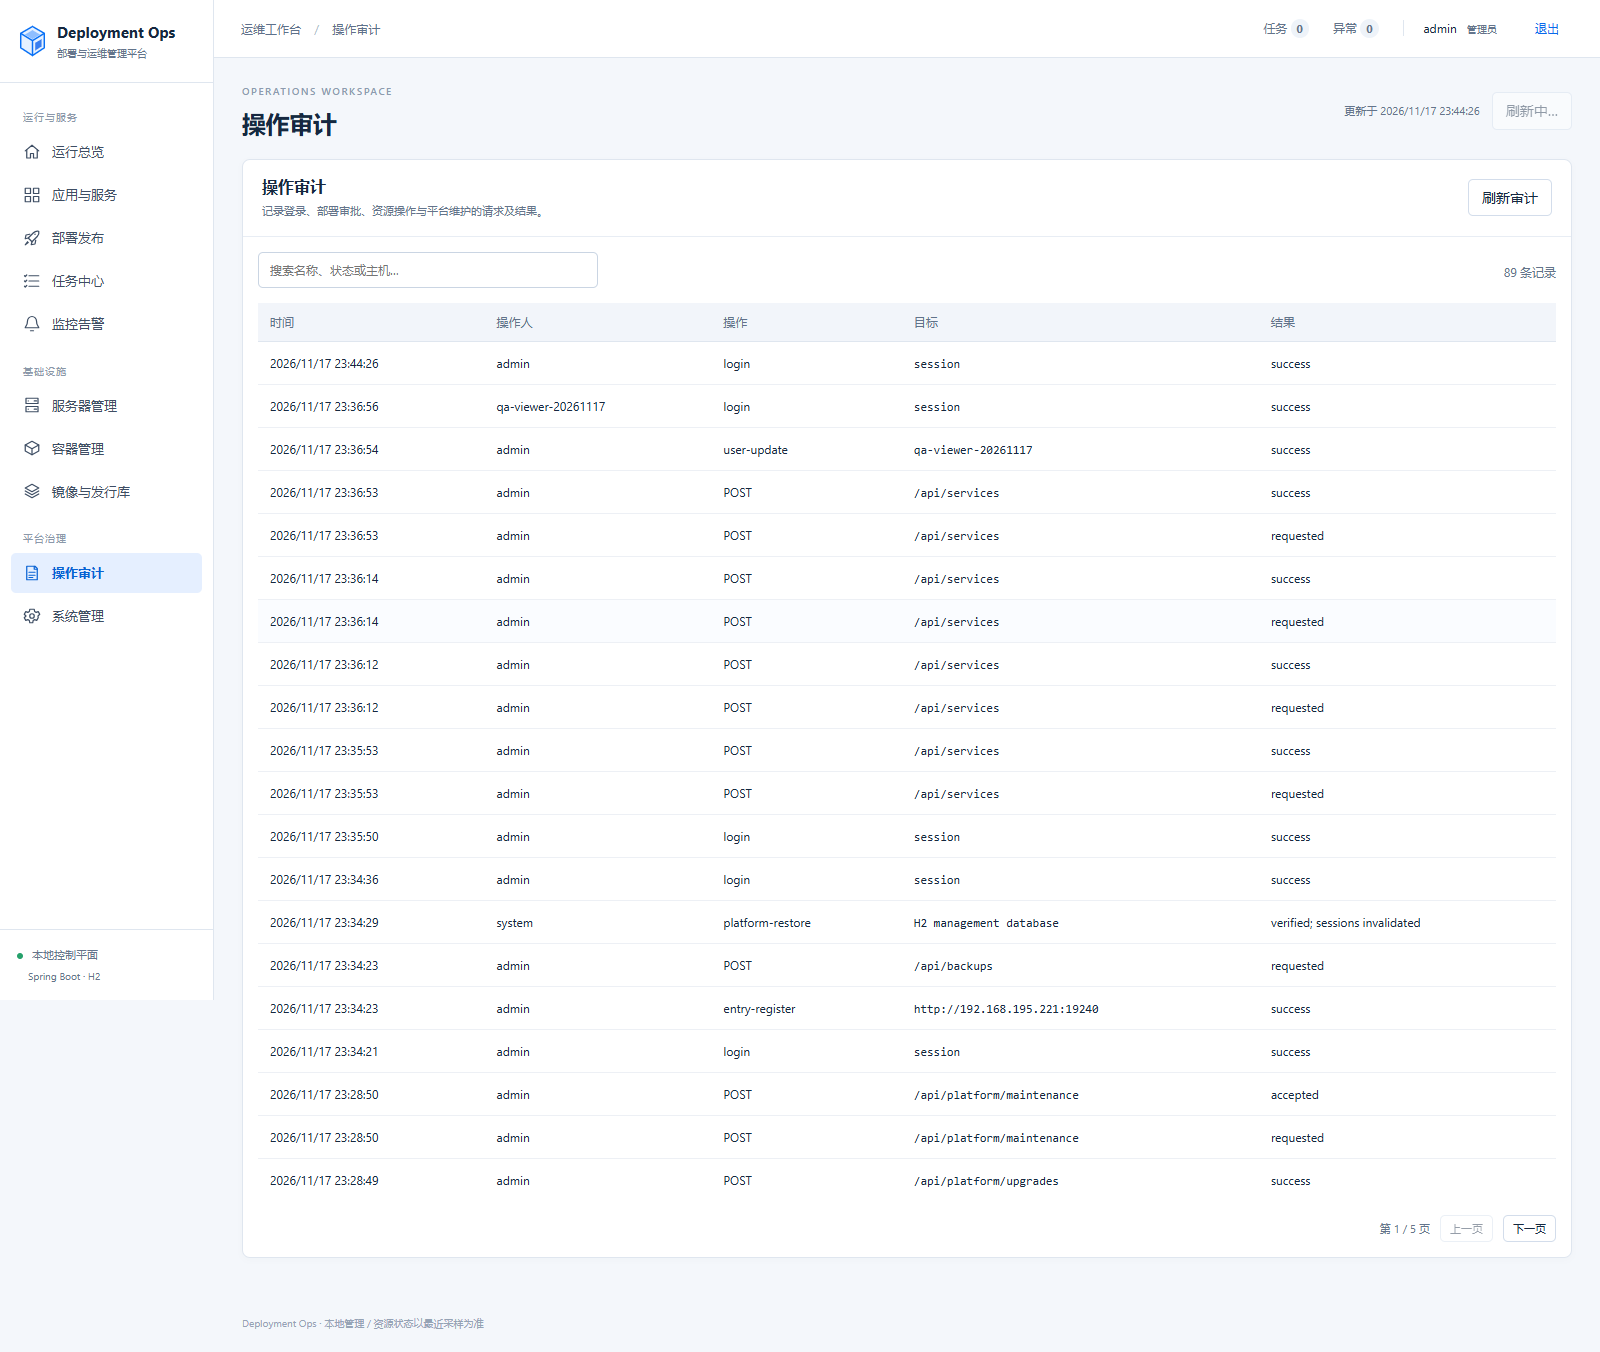 Deployment Ops
部署与运维管理平台
运行与服务
运行总览
应用与服务
部署发布
任务中心
监控告警
基础设施
服务器管理
容器管理
镜像与发行库
平台治理
操作审计
系统管理
本地控制平面
Spring Boot · H2
运维工作台 / 操作审计
任务 0 异常 0 admin 管理员 退出
OPERATIONS WORKSPACE
操作审计
更新于 2026/11/17 23:44:26 刷新中...
操作审计
记录登录、部署审批、资源操作与平台维护的请求及结果。
刷新审计
搜索名称、状态或主机...
89 条记录
时间 操作人 操作 目标 结果
2026/11/17 23:44:26 admin login session success
2026/11/17 23:36:56 qa-viewer-20261117 login session success
2026/11/17 23:36:54 admin user-update qa-viewer-20261117 success
2026/11/17 23:36:53 admin POST /api/services success
2026/11/17 23:36:53 admin POST /api/services requested
2026/11/17 23:36:14 admin POST /api/services success
2026/11/17 23:36:14 admin POST /api/services requested
2026/11/17 23:36:12 admin POST /api/services success
2026/11/17 23:36:12 admin POST /api/services requested
2026/11/17 23:35:53 admin POST /api/services success
2026/11/17 23:35:53 admin POST /api/services requested
2026/11/17 23:35:50 admin login session success
2026/11/17 23:34:36 admin login session success
2026/11/17 23:34:29 system platform-restore H2 management database verified; sessions invalidated
2026/11/17 23:34:23 admin POST /api/backups requested
2026/11/17 23:34:23 admin entry-register http://192.168.195.221:19240 success
2026/11/17 23:34:21 admin login session success
2026/11/17 23:28:50 admin POST /api/platform/maintenance accepted
2026/11/17 23:28:50 admin POST /api/platform/maintenance requested
2026/11/17 23:28:49 admin POST /api/platform/upgrades success
第 1 / 5 页 上一页 下一页
Deployment Ops · 本地管理 / 资源状态以最近采样为准